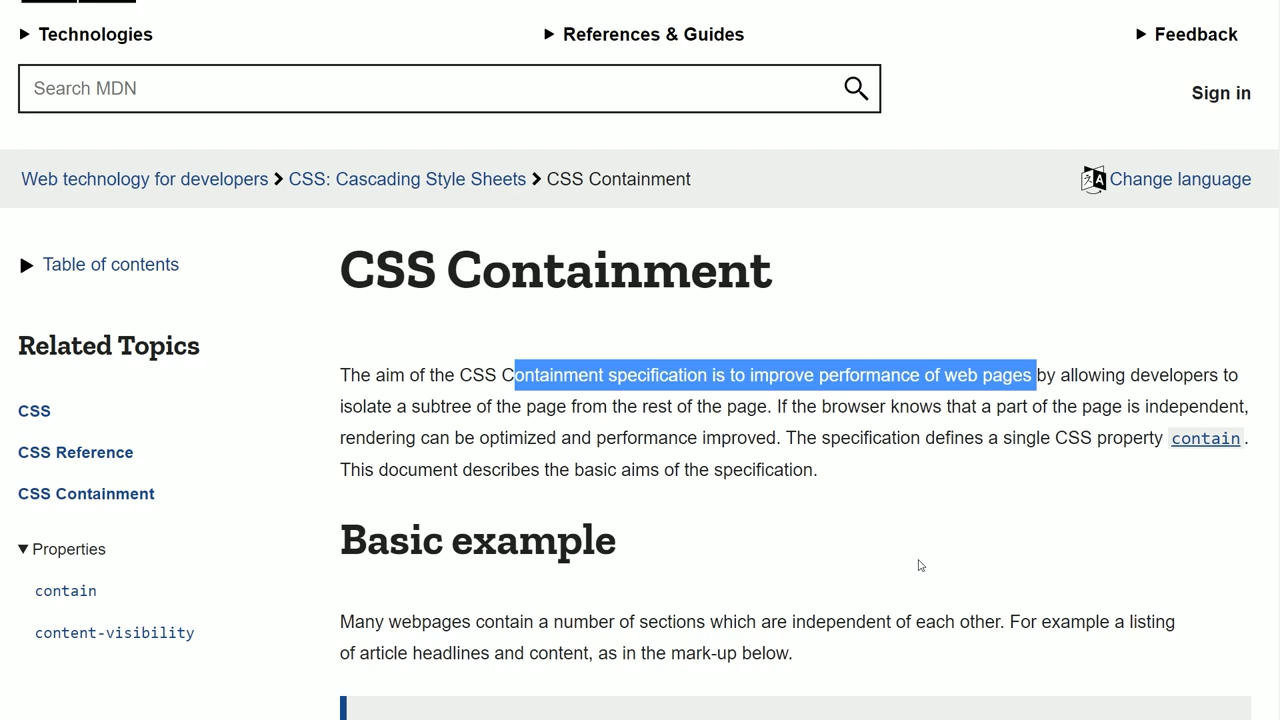 Technologies
References & Guides
Feedback
Search MDN
Sign in
Web technology for developers
CSS: Cascading Style Sheets
CSS Containment
Change language
Table of contents
Related Topics
CSS
CSS Reference
CSS Containment
Properties
contain
content-visibility
CSS Containment
The aim of the CSS Containment specification is to improve performance of web pages by allowing developers to
isolate a subtree of the page from the rest of the page. If the browser knows that a part of the page is independent,
rendering can be optimized and performance improved. The specification defines a single CSS property contain.
This document describes the basic aims of the specification.
Basic example
Many webpages contain a number of sections which are independent of each other. For example a listing
of article headlines and content, as in the mark-up below.